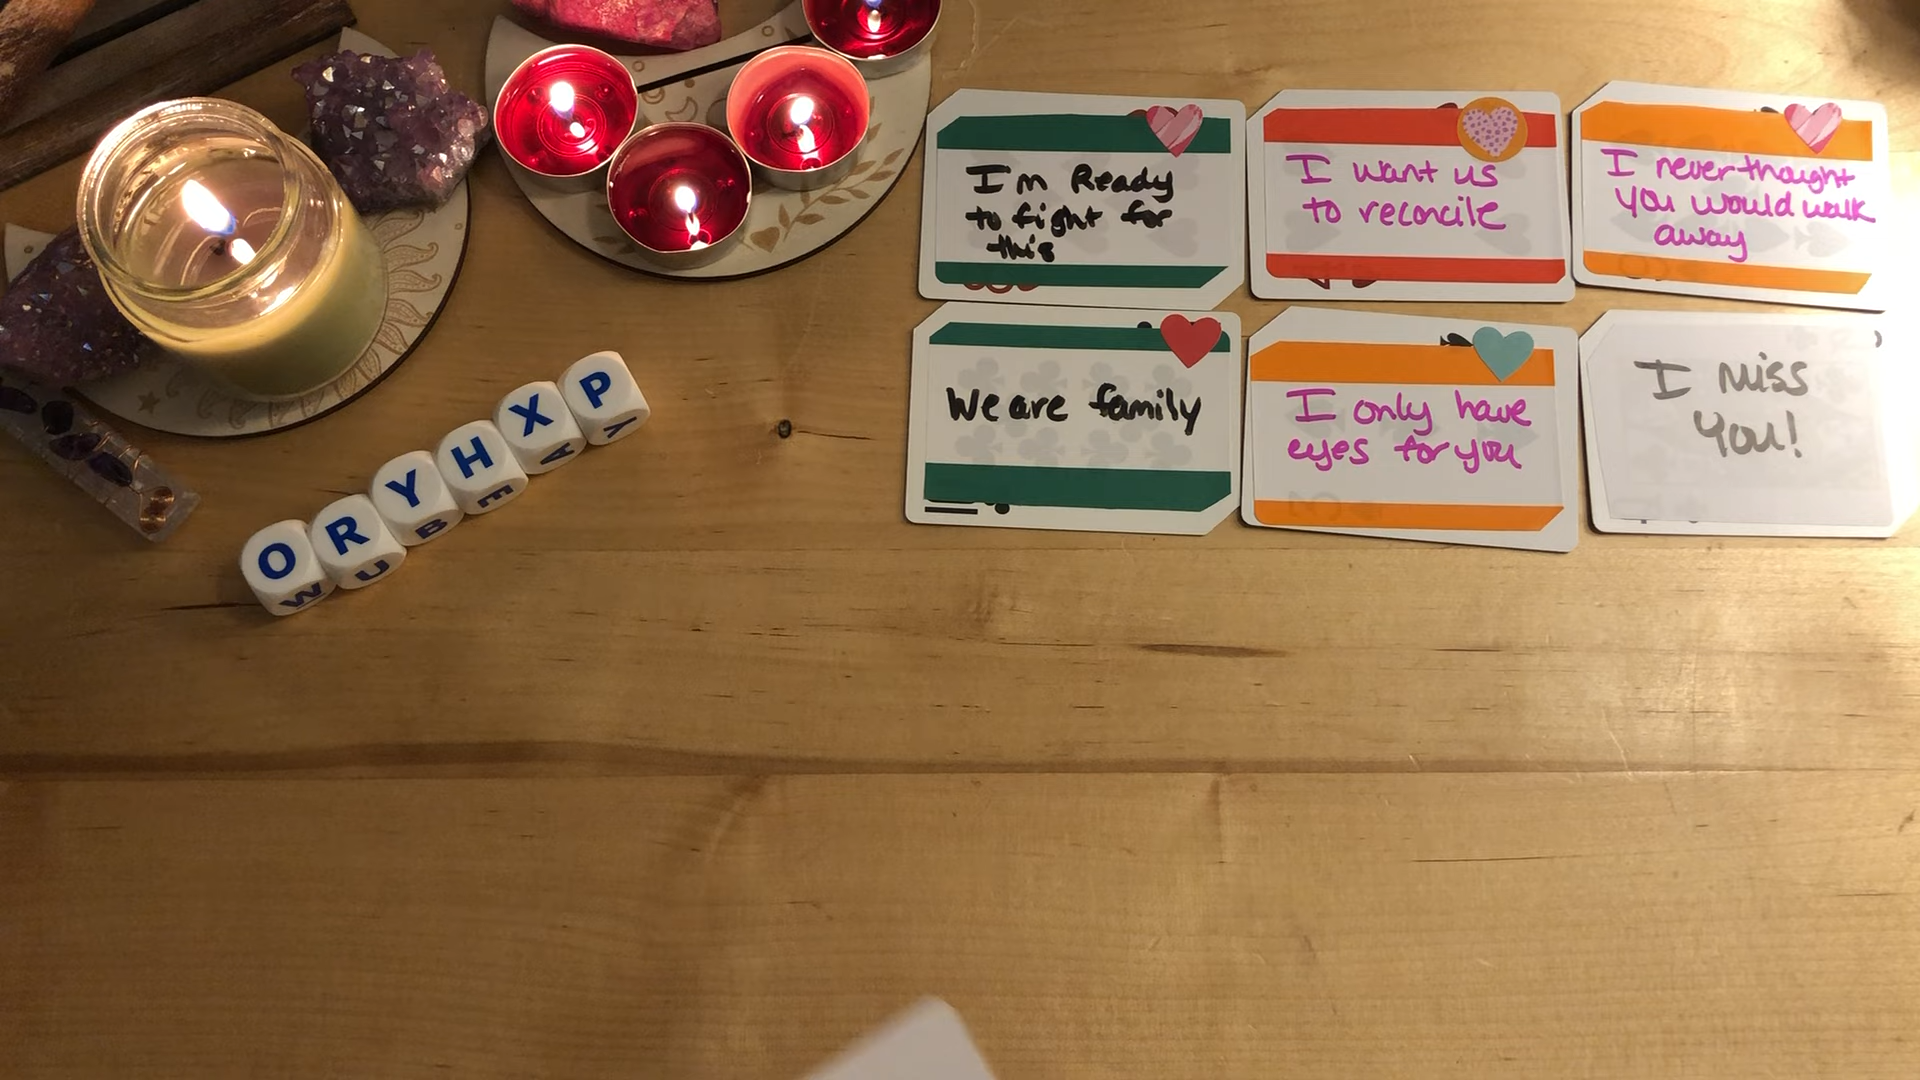 I'm Ready
to fight for
this
I want us
to reconcile
I never thought
you would walk
away
We are family
I only have
eyes for you
I miss
you!
O R Y H X P
W U B E A Y